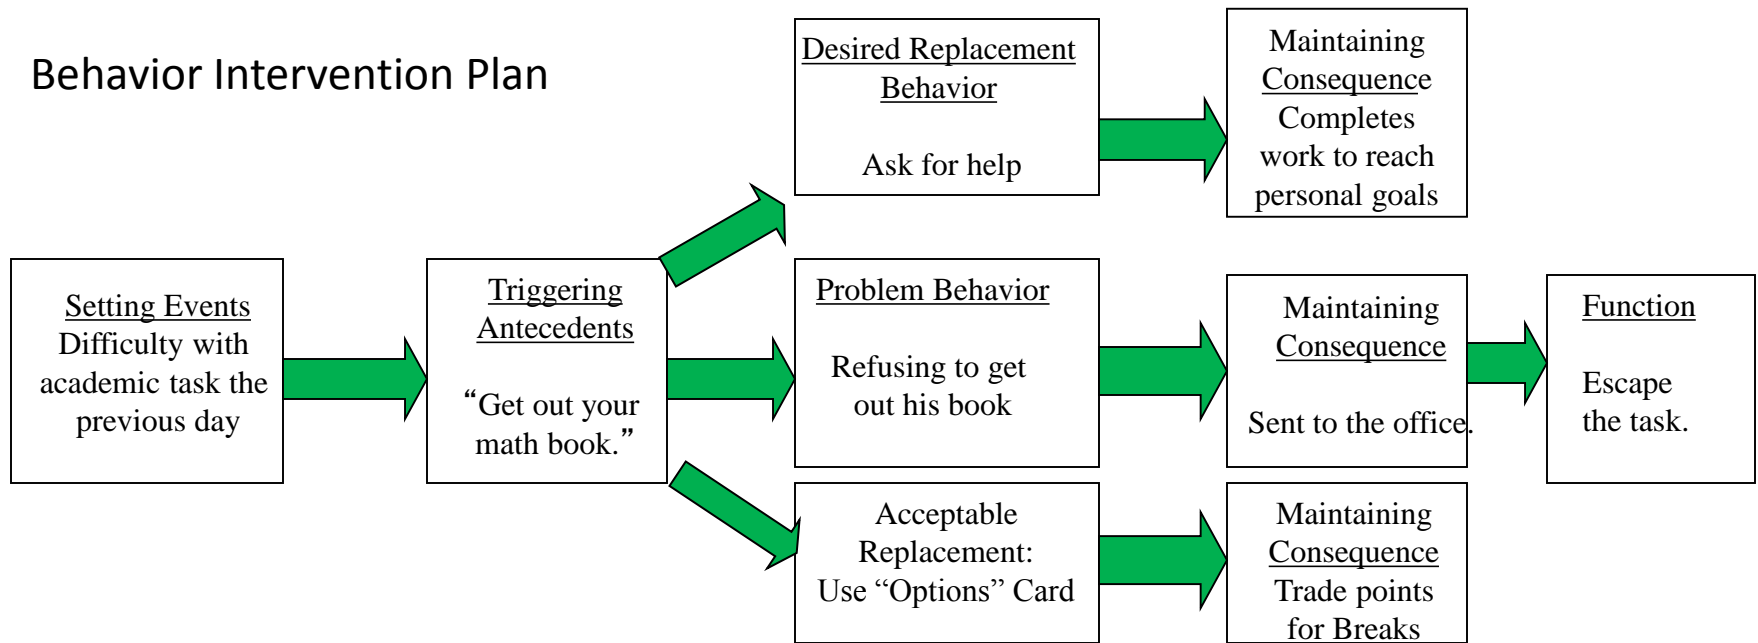 Behavior Intervention Plan
Desired Replacement
Behavior
Ask for help
Maintaining
Consequence
Completes
work to reach
personal goals
Setting Events
Difficulty with
academic task the
previous day
Triggering
Antecedents
“Get out your
math book.”
Problem Behavior
Refusing to get
out his book
Maintaining
Consequence
Sent to the office.
Function
Escape
the task.
Acceptable
Replacement:
Use “Options” Card
Maintaining
Consequence
Trade points
for Breaks